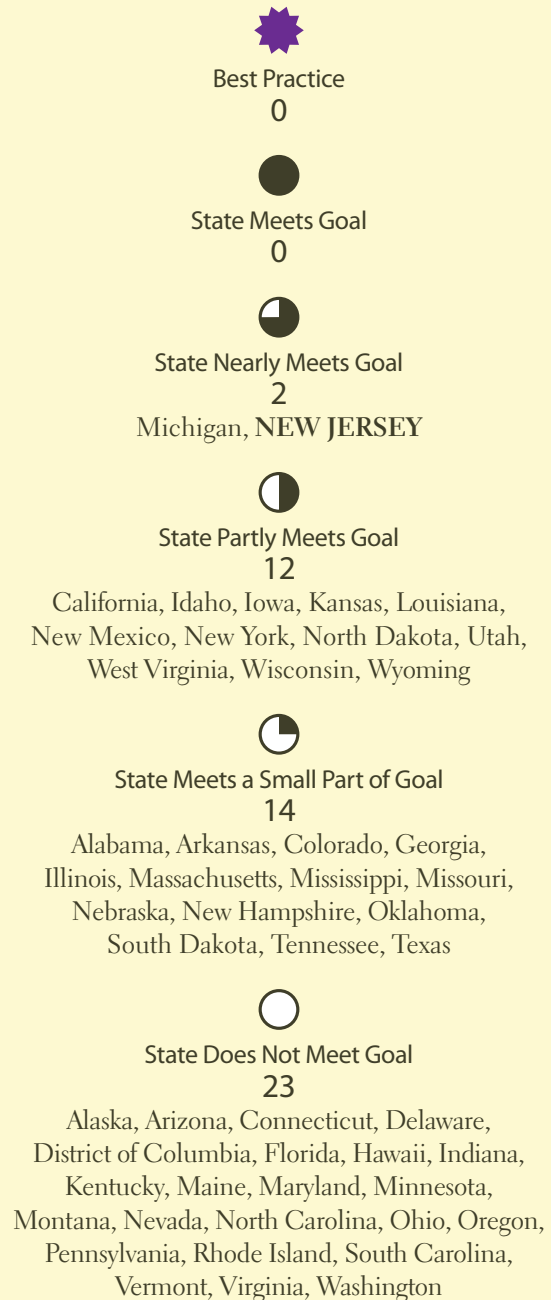 Best Practice
0
State Meets Goal
0
State Nearly Meets Goal
2
Michigan, NEW JERSEY
State Partly Meets Goal
12
California, Idaho, Iowa, Kansas, Louisiana,
New Mexico, New York, North Dakota, Utah,
West Virginia, Wisconsin, Wyoming
State Meets a Small Part of Goal
14
Alabama, Arkansas, Colorado, Georgia,
Illinois, Massachusetts, Mississippi, Missouri,
Nebraska, New Hampshire, Oklahoma,
South Dakota, Tennessee, Texas
State Does Not Meet Goal
23
Alaska, Arizona, Connecticut, Delaware,
District of Columbia, Florida, Hawaii, Indiana,
Kentucky, Maine, Maryland, Minnesota,
Montana, Nevada, North Carolina, Ohio, Oregon,
Pennsylvania, Rhode Island, South Carolina,
Vermont, Virginia, Washington